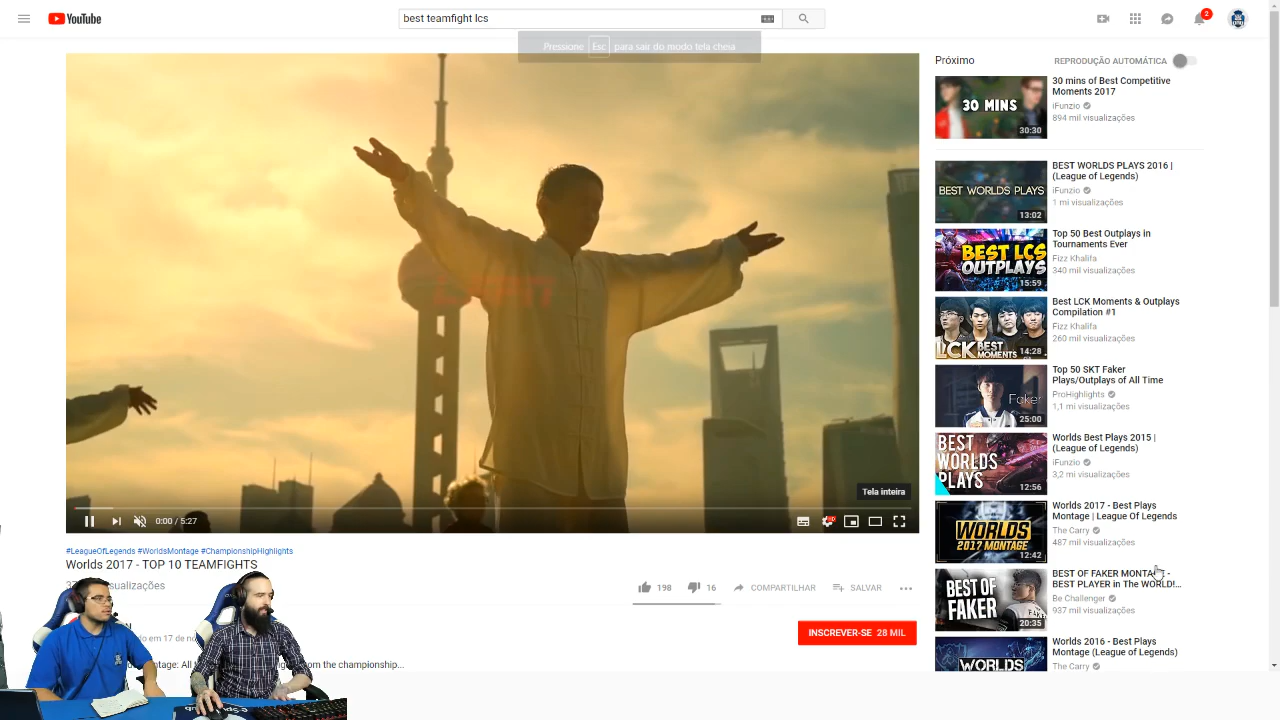 YouTube
best teamfight lcs
2
Pressione Esc para sair do modo tela cheia
Tela inteira
0:00 / 5:27
HD
#LeagueOfLegends #WorldsMontage #ChampionshipHighlights
Worlds 2017 - TOP 10 TEAMFIGHTS
198
16
COMPARTILHAR
SALVAR
INSCREVER-SE 28 MIL
Próximo
REPRODUÇÃO AUTOMÁTICA
30 MINS
30:30
30 mins of Best Competitive
Moments 2017
iFunzio
894 mil visualizações
BEST WORLDS PLAYS
13:02
BEST WORLDS PLAYS 2016 |
(League of Legends)
iFunzio
1 mi visualizações
BEST LCS
OUTPLAYS
15:59
Top 50 Best Outplays in
Tournaments Ever
Fizz Khalifa
340 mil visualizações
LCK BEST
MOMENTS
14:28
Best LCK Moments & Outplays
Compilation #1
Fizz Khalifa
260 mil visualizações
Faker
25:00
Top 50 SKT Faker
Plays/Outplays of All Time
ProHighlights
1,1 mi visualizações
BEST
WORLDS
PLAYS
12:56
Worlds Best Plays 2015 |
(League of Legends)
iFunzio
3,2 mi visualizações
WORLDS
2017 MONTAGE
12:42
Worlds 2017 - Best Plays
Montage | League Of Legends
The Carry
487 mil visualizações
BEST OF
FAKER
20:35
BEST OF FAKER
BEST PLAYER in The WORLD!...
Be Challenger
937 mil visualizações
WORLDS
Worlds 2016 - Best Plays
Montage (League of Legends)
The Carry